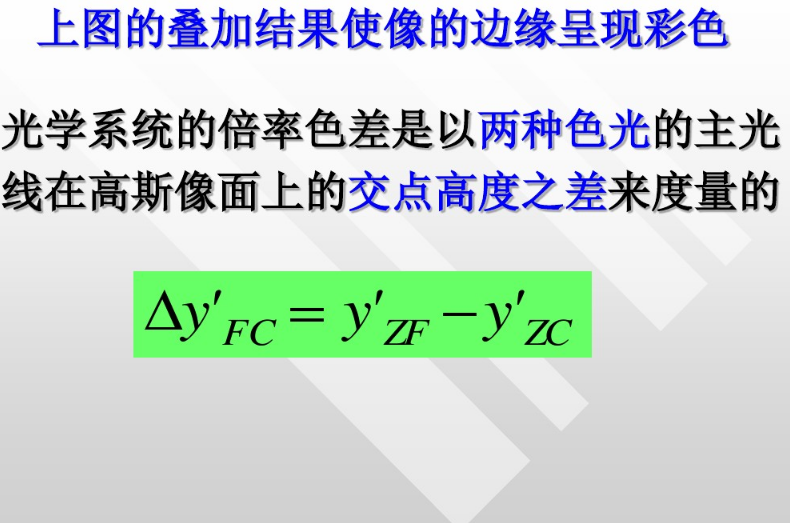 上图的叠加结果使像的边缘呈现彩色
光学系统的倍率色差是以两种色光的主光
线在高斯像面上的交点高度之差来度量的
Δy′FC = y′ZF − y′ZC